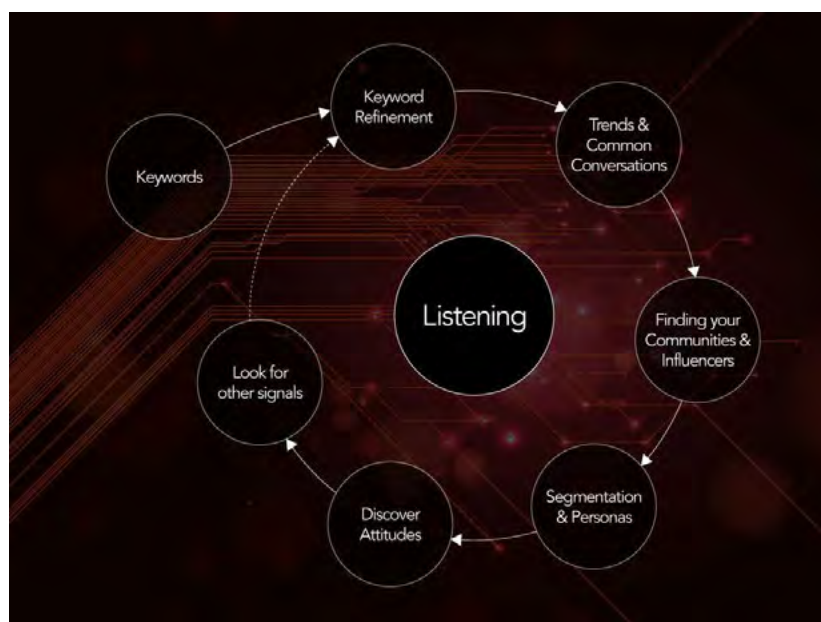 Keywords
Keyword
Refinement
Trends &
Common
Conversations
Finding your
Communities &
Influencers
Segmentation
& Personas
Discover
Attitudes
Look for
other signals
Listening